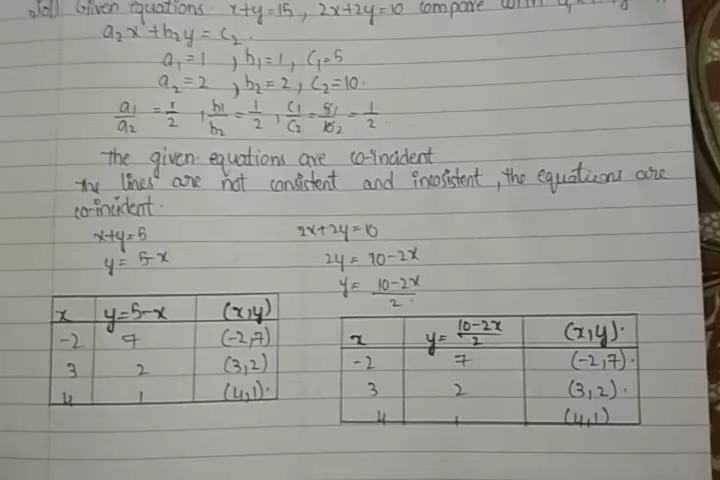 Given equations x+y=15, 2x+2y=10 compare with
a₂x+b₂y=c₂.
a₁=1 , b₁=1, C₁=5
a₂=2 , b₂=2, C₂=10.
a₁/a₂ = 1/2 , b₁/b₂ = 1/2 , C₁/C₂ = 5/10 = 1/2.
the given equations are co-incident
the lines are not consistent and incosistent, the equations are
co-incident.
x+y=5
y= 5-x
2x+2y=10
2y= 10-2x
y= 10-2x/2.
x y=5-x (x,y)
-2 7 (-2,7)
3 2 (3,2)
4 1 (4,1).
x y= 10-2x/2 (x,y).
-2 7 (-2,7).
3 2 (3,2).
4 1 (4,1)